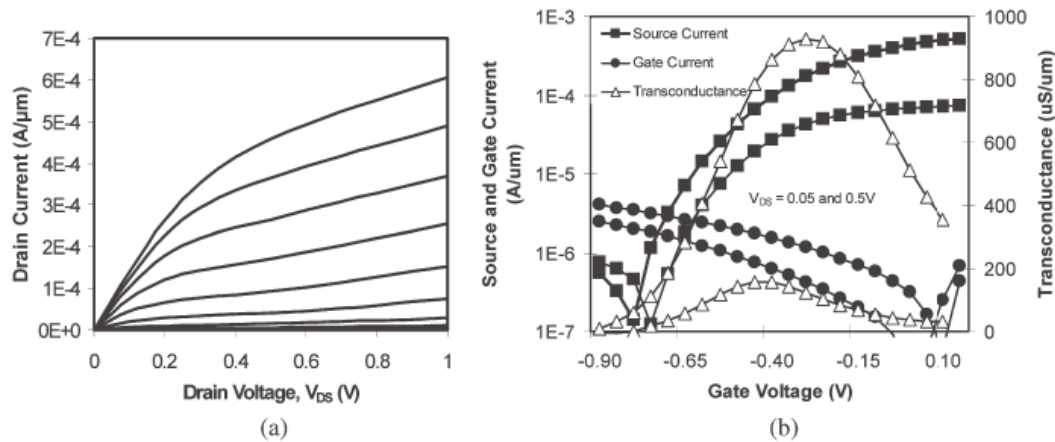 7E-4
6E-4
5E-4
4E-4
3E-4
2E-4
1E-4
0E+0
Drain Current (A/µm)
0 0.2 0.4 0.6 0.8 1
Drain Voltage, VDS (V)
(a)
(b)
1E-3
1E-4
1E-5
1E-6
1E-7
Source and Gate Current
(A/um)
Source Current
Gate Current
Transconductance
VDS = 0.05 and 0.5V
1000
800
600
400
200
0
Transconductance (uS/um)
-0.90 -0.65 -0.40 -0.15 0.10
Gate Voltage (V)
(b)